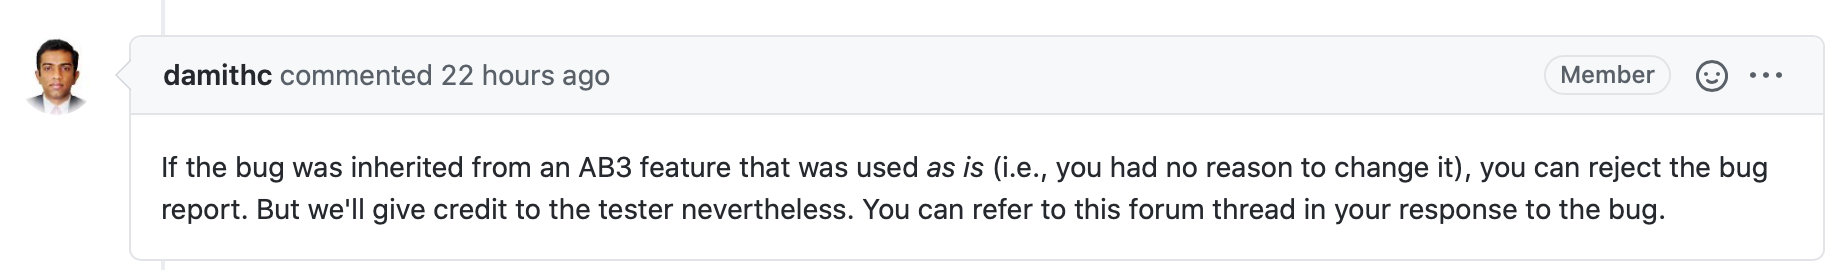 damithc commented 22 hours ago
Member
If the bug was inherited from an AB3 feature that was used as is (i.e., you had no reason to change it), you can reject the bug
report. But we'll give credit to the tester nevertheless. You can refer to this forum thread in your response to the bug.